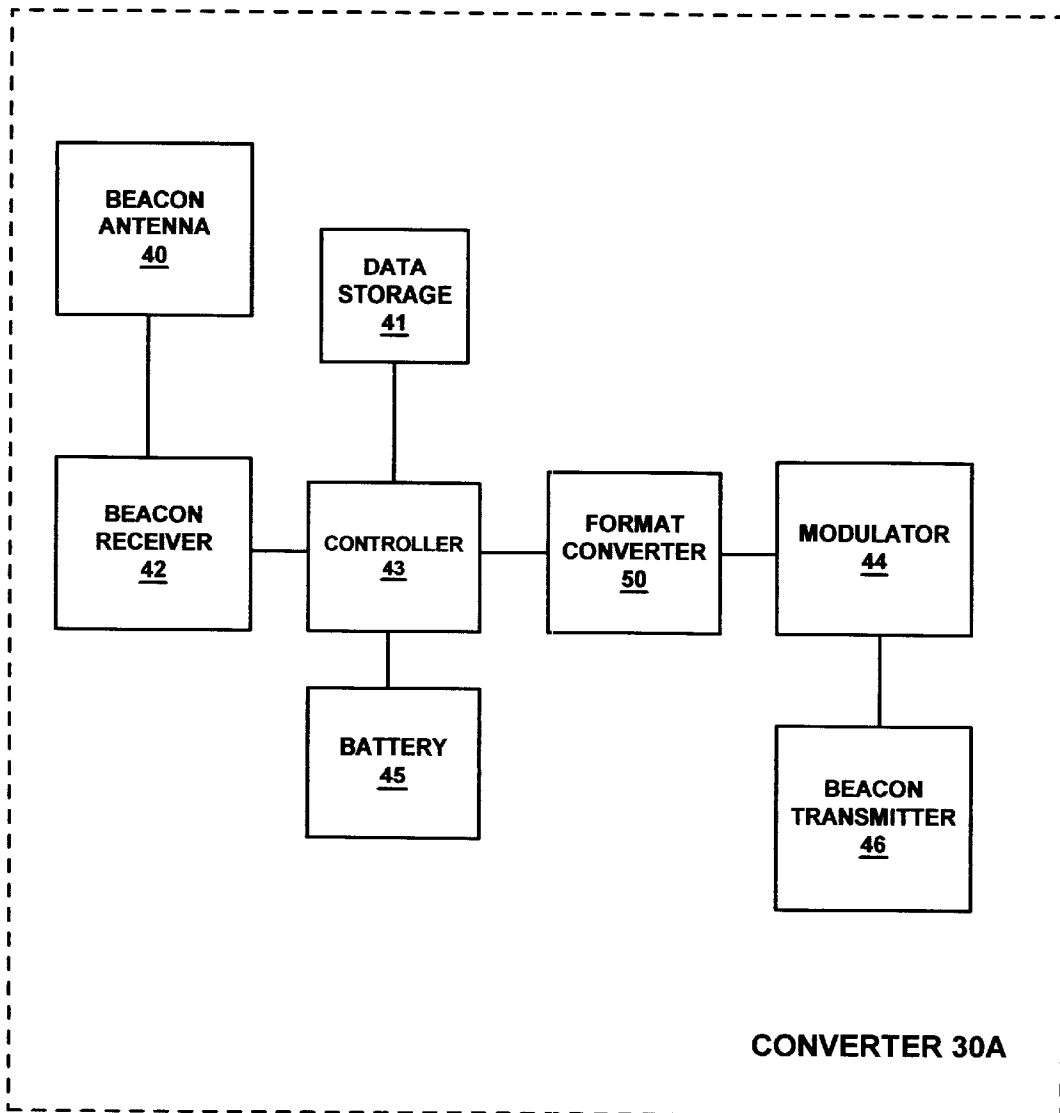 BEACON
ANTENNA
40
DATA
STORAGE
41
BEACON
RECEIVER
42
CONTROLLER
43
FORMAT
CONVERTER
50
MODULATOR
44
BATTERY
45
BEACON
TRANSMITTER
46
CONVERTER 30A